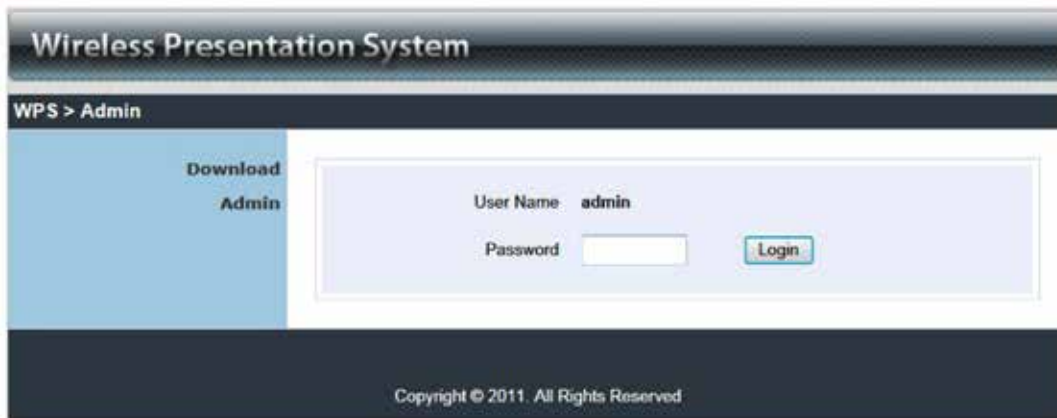 Wireless Presentation System
WPS > Admin
Download
Admin
User Name admin
Password
Login
Copyright © 2011. All Rights Reserved